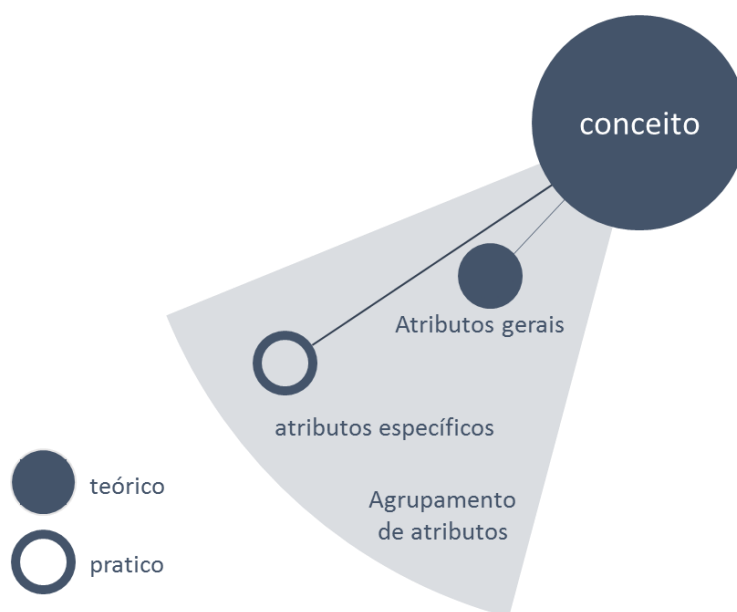 conceito
Atributos gerais
atributos específicos
Agrupamento
de atributos
teórico
pratico